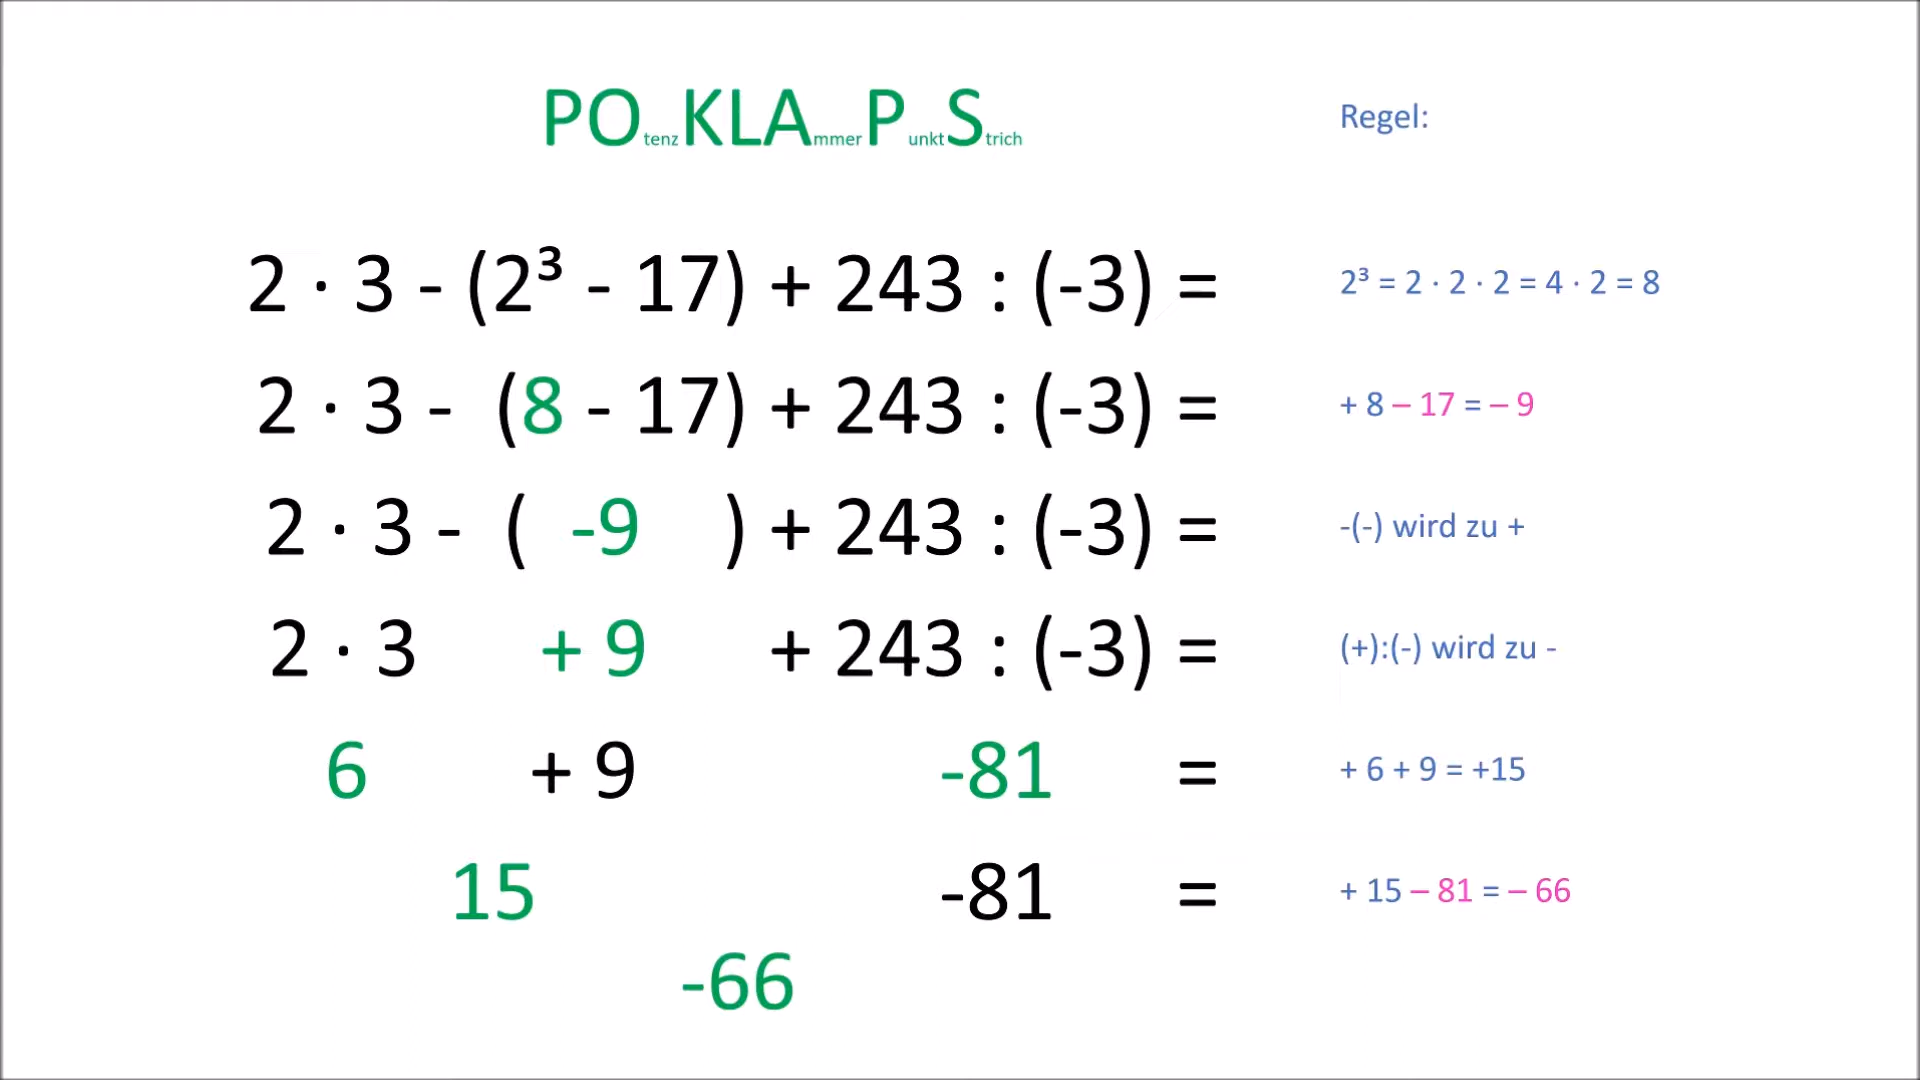 POtenzKLAmmerPunktStrich
Regel:
2 · 3 - (2³ - 17) + 243 : (-3) =
2³ = 2 · 2 · 2 = 4 · 2 = 8
2 · 3 - (8 - 17) + 243 : (-3) =
+ 8 – 17 = – 9
2 · 3 - ( -9 ) + 243 : (-3) =
-(-) wird zu +
2 · 3 + 9 + 243 : (-3) =
(+):(-) wird zu -
6 + 9 -81 =
+ 6 + 9 = +15
15 -81 =
+ 15 – 81 = – 66
-66